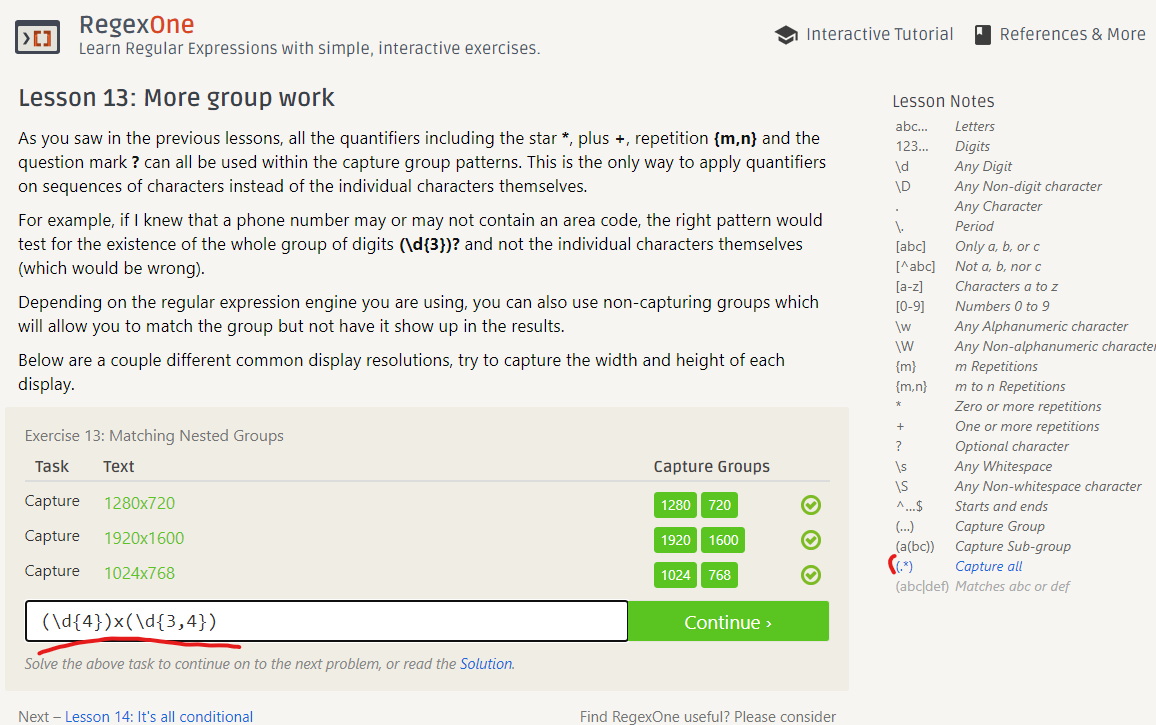 RegexOne
Learn Regular Expressions with simple, interactive exercises.
Interactive Tutorial
References & More
Lesson 13: More group work
As you saw in the previous lessons, all the quantifiers including the star *, plus +, repetition {m,n} and the
question mark ? can all be used within the capture group patterns. This is the only way to apply quantifiers
on sequences of characters instead of the individual characters themselves.
For example, if I knew that a phone number may or may not contain an area code, the right pattern would
test for the existence of the whole group of digits (\d{3})? and not the individual characters themselves
(which would be wrong).
Depending on the regular expression engine you are using, you can also use non-capturing groups which
will allow you to match the group but not have it show up in the results.
Below are a couple different common display resolutions, try to capture the width and height of each
display.
Exercise 13: Matching Nested Groups
Task Text Capture Groups
Capture 1280x720 1280 720
Capture 1920x1600 1920 1600
Capture 1024x768 1024 768
(\d{4})x(\d{3,4})
Continue ›
Solve the above task to continue on to the next problem, or read the Solution.
Next – Lesson 14: It's all conditional
Find RegexOne useful? Please consider
Lesson Notes
abc... Letters
123... Digits
\d Any Digit
\D Any Non-digit character
. Any Character
\. Period
[abc] Only a, b, or c
[^abc] Not a, b, nor c
[a-z] Characters a to z
[0-9] Numbers 0 to 9
\w Any Alphanumeric character
\W Any Non-alphanumeric character
{m} m Repetitions
{m,n} m to n Repetitions
* Zero or more repetitions
+ One or more repetitions
? Optional character
\s Any Whitespace
\S Any Non-whitespace character
^...$ Starts and ends
(...) Capture Group
(a(bc)) Capture Sub-group
(.*) Capture all
(abc|def) Matches abc or def